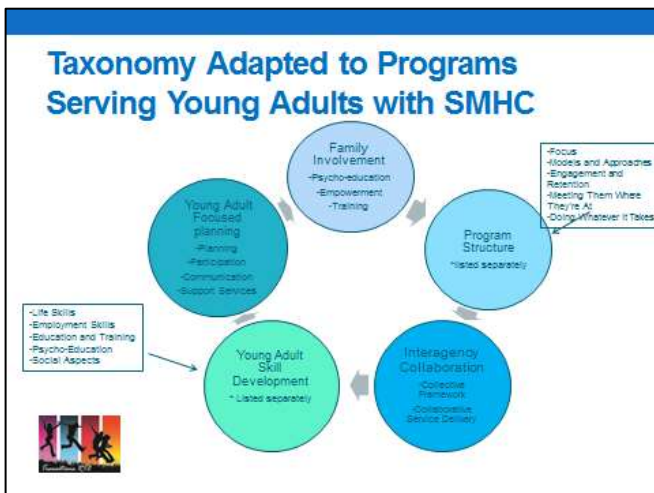 Taxonomy Adapted to Programs
Serving Young Adults with SMHC
Family
Involvement
-Psycho-education
-Empowerment
-Training
-Focus
-Models and Approaches
-Engagement and
Retention
-Meeting Them Where
They're At
-Doing Whatever It Takes
Program
Structure
*listed separately
Interagency
Collaboration
-Collective
Framework
-Collaborative
Service Delivery
Young Adult
Skill
Development
* Listed separately
-Life Skills
-Employment Skills
-Education and Training
-Psycho-Education
-Social Aspects
Young Adult
Focused
planning
-Planning
-Participation
-Communication
-Support Services
Transitions RTC